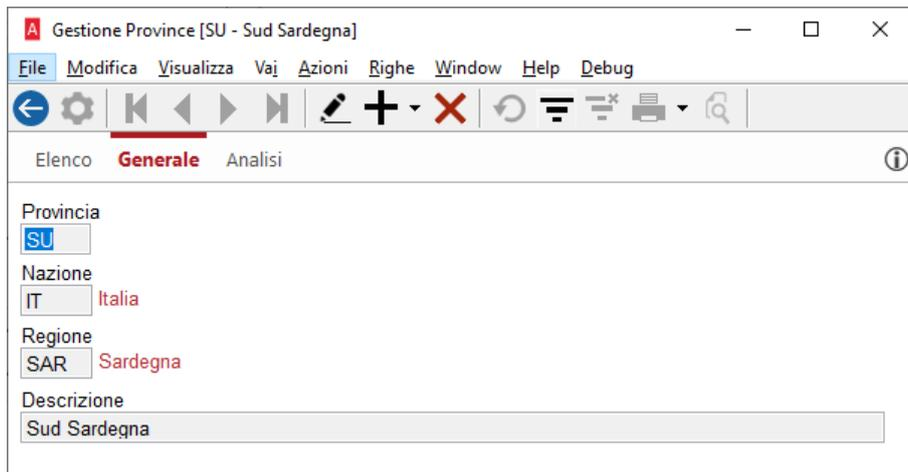 A Gestione Province [SU - Sud Sardegna]
File Modifica Visualizza Vai Azioni Righe Window Help Debug
Elenco Generale Analisi
Provincia
SU
Nazione
IT Italia
Regione
SAR Sardegna
Descrizione
Sud Sardegna